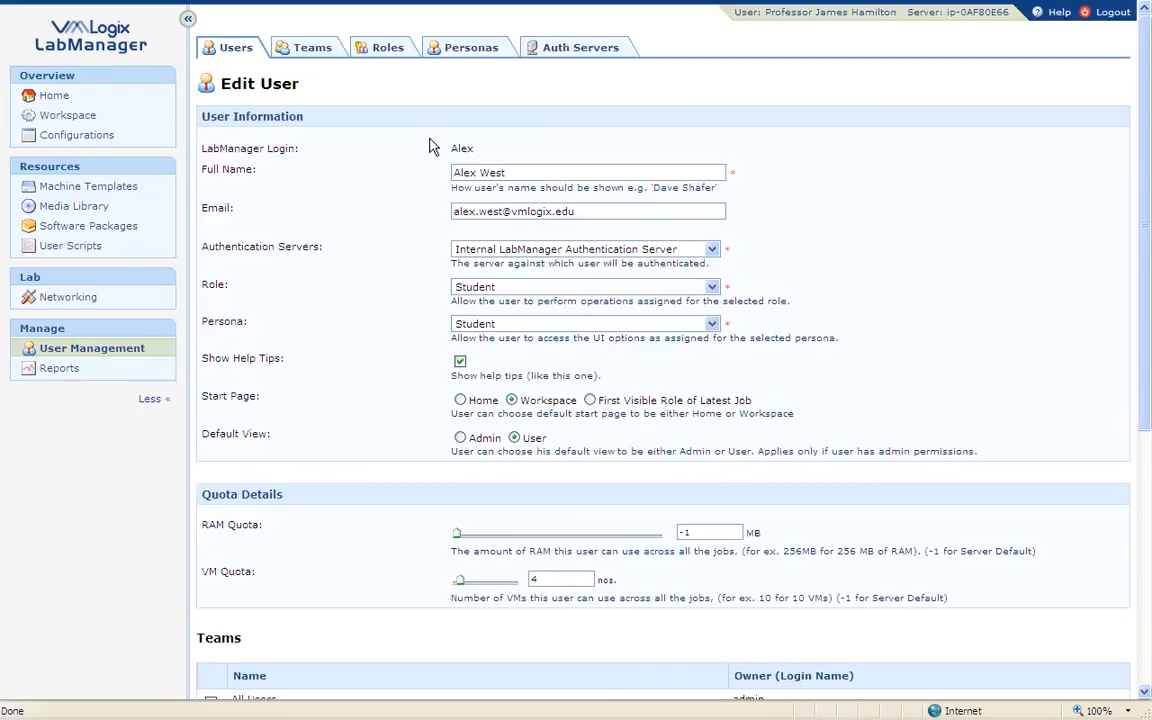 User: Professor James Hamilton Server: ip-0AF80E66 Help Logout
VMLogix
LabManager
«
Users Teams Roles Personas Auth Servers
Overview
Home
Workspace
Configurations
Resources
Machine Templates
Media Library
Software Packages
User Scripts
Lab
Networking
Manage
User Management
Reports
Less «
Edit User
User Information
LabManager Login: Alex
Full Name: Alex West *
How user's name should be shown e.g. 'Dave Shafer'
Email: alex.west@vmlogix.edu
Authentication Servers: Internal LabManager Authentication Server *
The server against which user will be authenticated.
Role: Student *
Allow the user to perform operations assigned for the selected role.
Persona: Student *
Allow the user to access the UI options as assigned for the selected persona.
Show Help Tips:
Show help tips (like this one).
Start Page: Home Workspace First Visible Role of Latest Job
User can choose default start page to be either Home or Workspace
Default View: Admin User
User can choose his default view to be either Admin or User. Applies only if user has admin permissions.
Quota Details
RAM Quota: -1 MB
The amount of RAM this user can use across all the jobs, (for ex. 256MB for 256 MB of RAM). (-1 for Server Default)
VM Quota: 4 nos.
Number of VMs this user can use across all the jobs, (for ex. 10 for 10 VMs) (-1 for Server Default)
Teams
Name Owner (Login Name)
All Users admin
Done Internet 100%